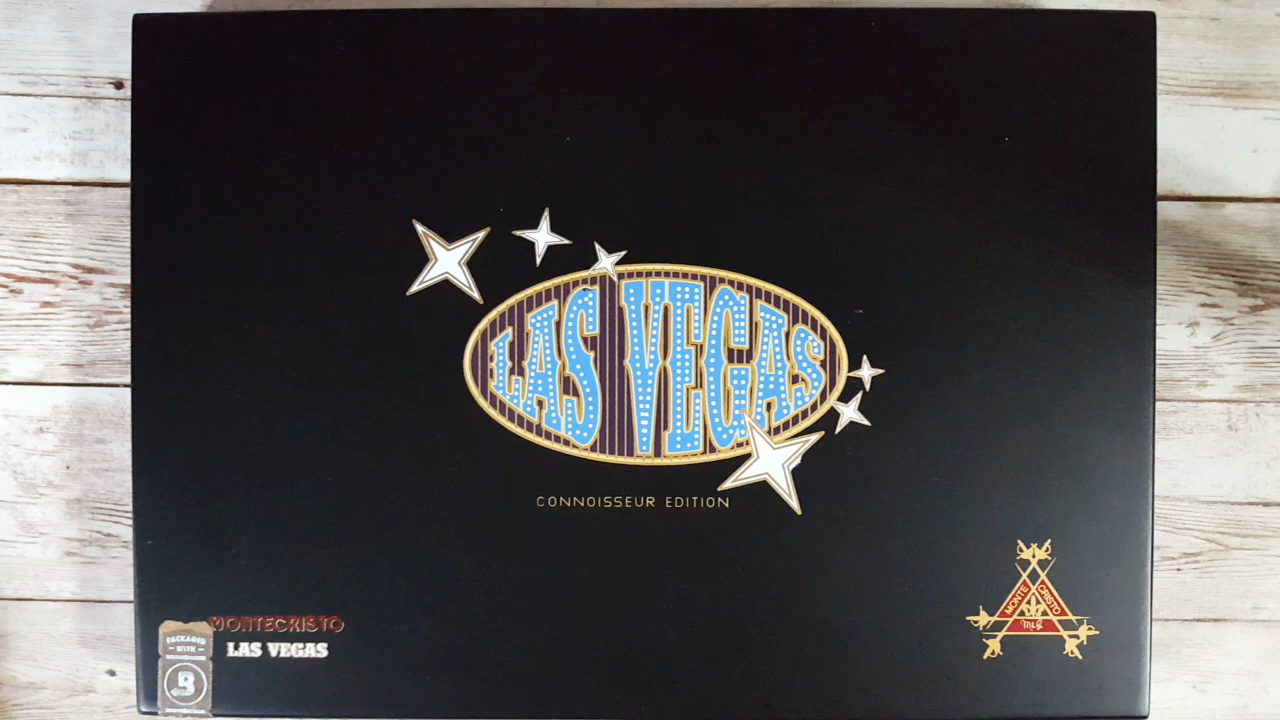 LAS VEGAS
CONNOISSEUR EDITION
MONTECRISTO
LAS VEGAS
PACKAGED
WITH
B
MONTE CRISTO